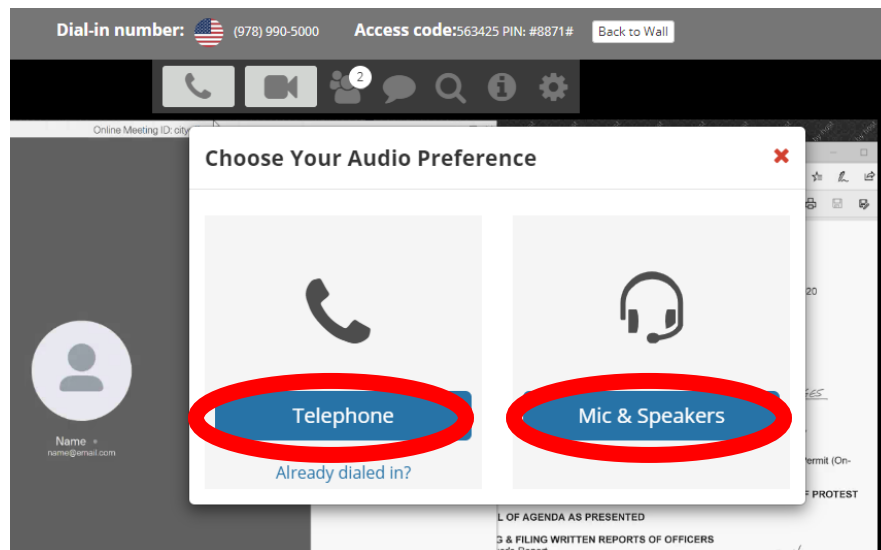 Dial-in number: (978) 990-5000 Access code:563425 PIN: #8871# Back to Wall
2
Online Meeting ID: city
Choose Your Audio Preference
Telephone
Mic & Speakers
Already dialed in?
Name
name@email.com
20
Permit (On-
F PROTEST
L OF AGENDA AS PRESENTED
G & FILING WRITTEN REPORTS OF OFFICERS